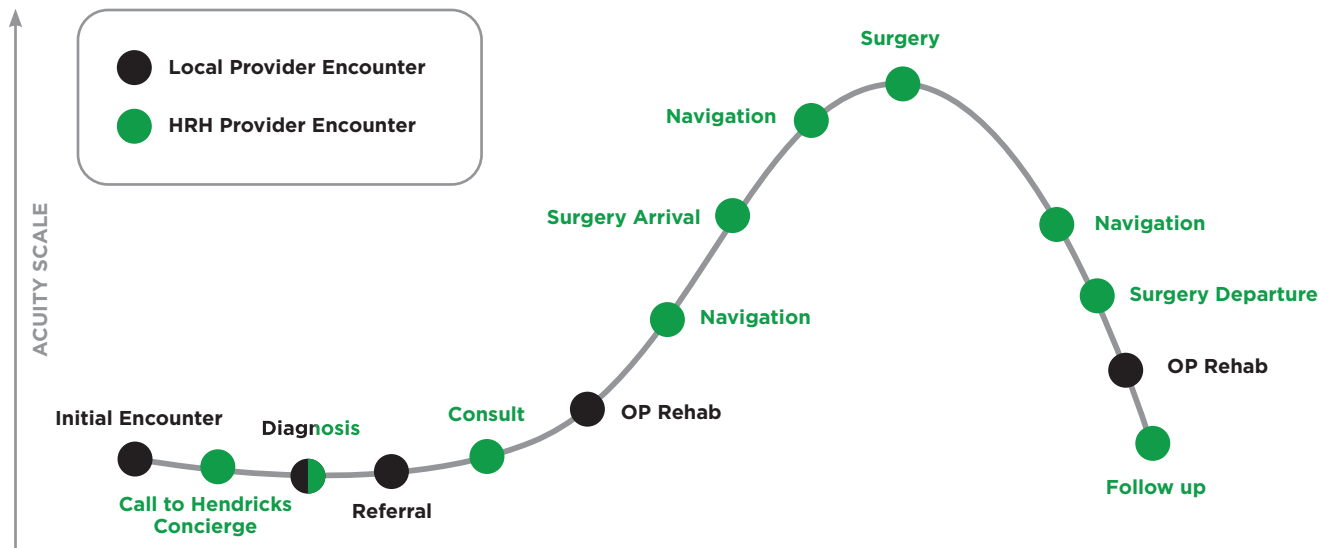 Local Provider Encounter
HRH Provider Encounter
ACUITY SCALE
Initial Encounter
Call to Hendricks
Concierge
Diagnosis
Referral
Consult
OP Rehab
Navigation
Surgery Arrival
Navigation
Surgery
Navigation
Surgery Departure
OP Rehab
Follow up